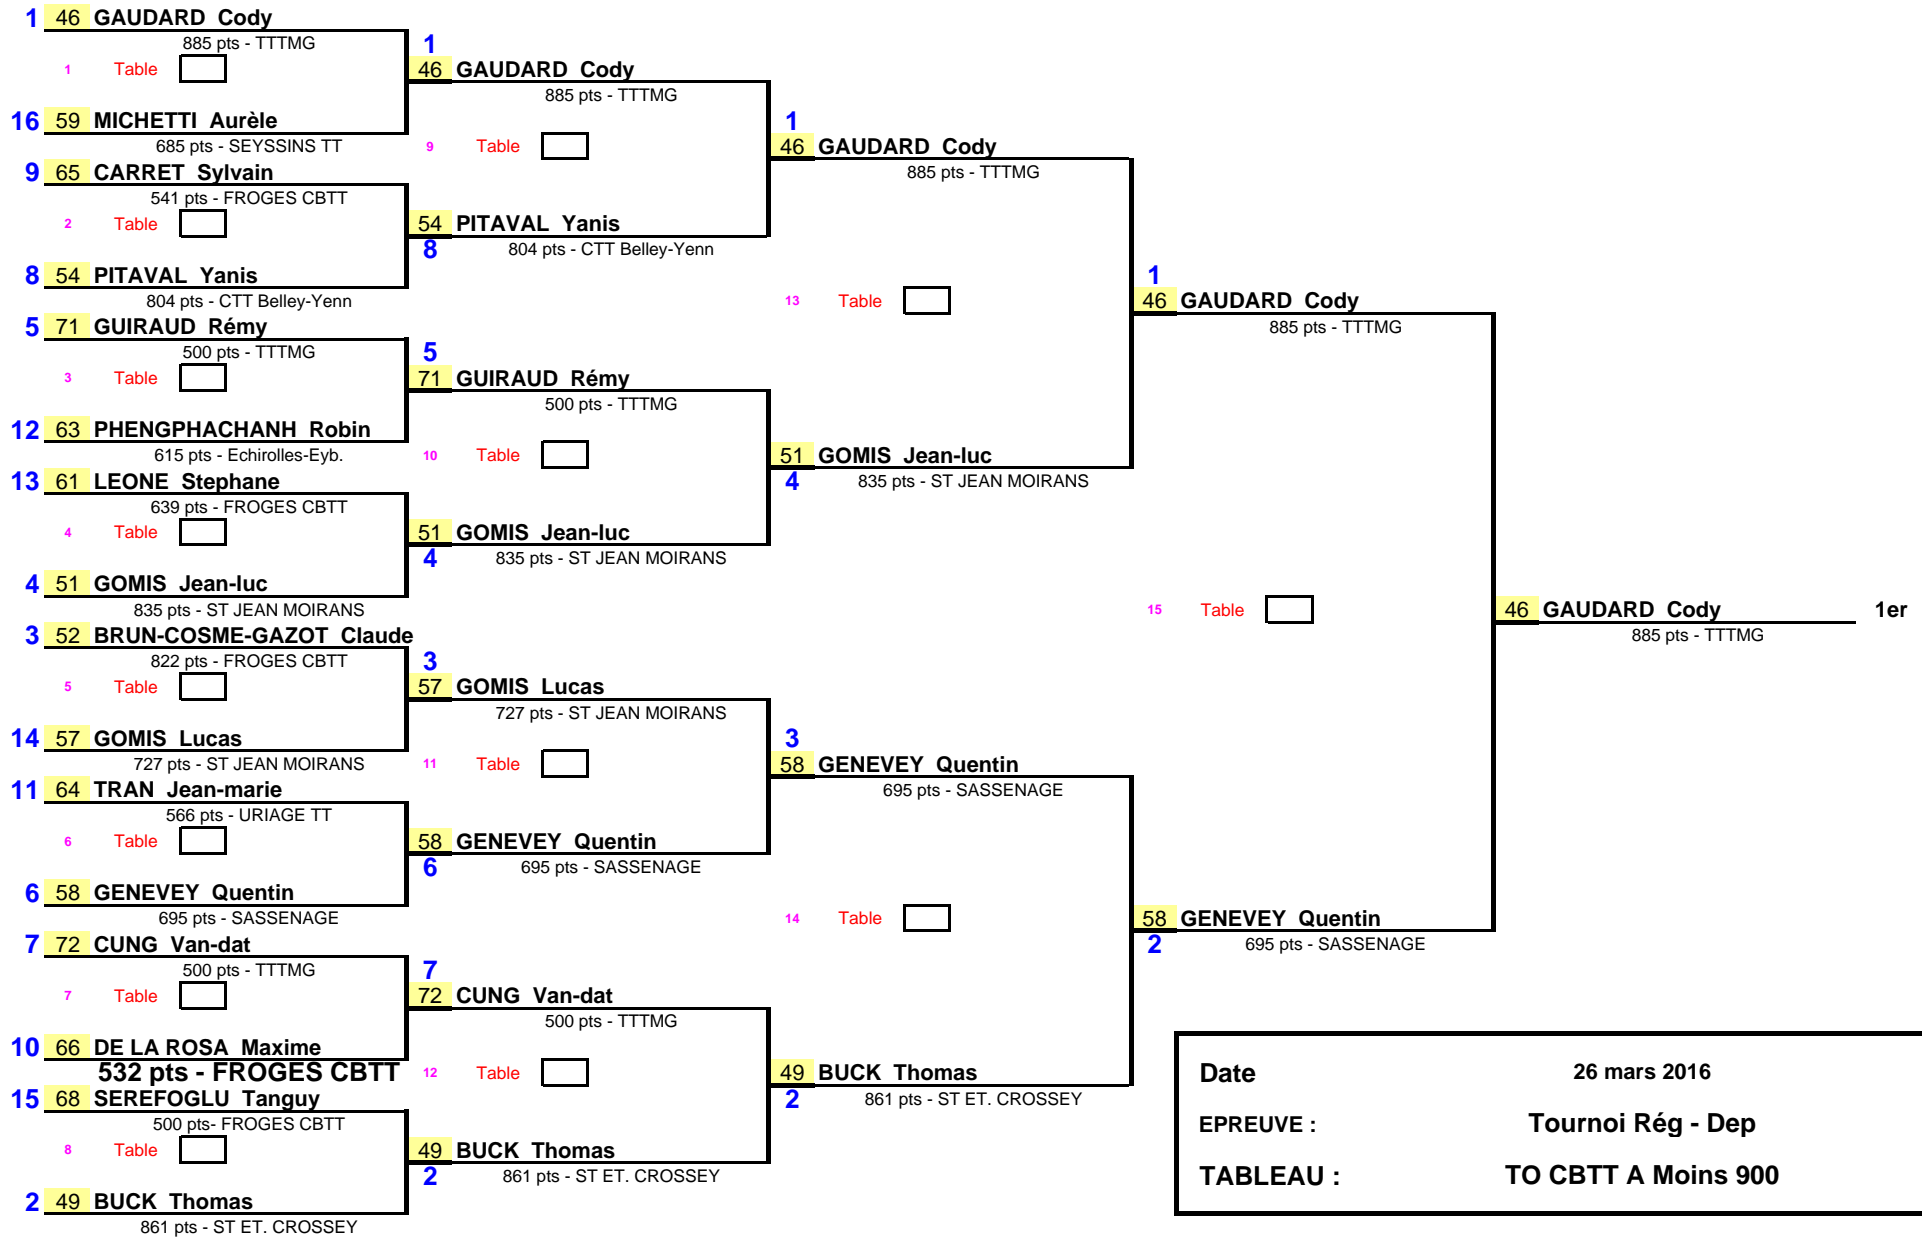 1 46 GAUDARD Cody
885 pts - TTTMG
1 Table
16 59 MICHETTI Aurèle
685 pts - SEYSSINS TT
9 65 CARRET Sylvain
541 pts - FROGES CBTT
2 Table
8 54 PITAVAL Yanis
804 pts - CTT Belley-Yenn
5 71 GUIRAUD Rémy
500 pts - TTTMG
3 Table
12 63 PHENGPHACHANH Robin
615 pts - Echirolles-Eyb.
13 61 LEONE Stephane
639 pts - FROGES CBTT
4 Table
4 51 GOMIS Jean-luc
835 pts - ST JEAN MOIRANS
3 52 BRUN-COSME-GAZOT Claude
822 pts - FROGES CBTT
5 Table
14 57 GOMIS Lucas
727 pts - ST JEAN MOIRANS
11 64 TRAN Jean-marie
566 pts - URIAGE TT
6 Table
6 58 GENEVEY Quentin
695 pts - SASSENAGE
7 72 CUNG Van-dat
500 pts - TTTMG
7 Table
10 66 DE LA ROSA Maxime
532 pts - FROGES CBTT
15 68 SEREFOGLU Tanguy
500 pts- FROGES CBTT
8 Table
2 49 BUCK Thomas
861 pts - ST ET. CROSSEY
1
46 GAUDARD Cody
885 pts - TTTMG
9 Table
54 PITAVAL Yanis
8
804 pts - CTT Belley-Yenn
5
71 GUIRAUD Rémy
500 pts - TTTMG
10 Table
51 GOMIS Jean-luc
4
835 pts - ST JEAN MOIRANS
3
57 GOMIS Lucas
727 pts - ST JEAN MOIRANS
11 Table
58 GENEVEY Quentin
6
695 pts - SASSENAGE
7
72 CUNG Van-dat
500 pts - TTTMG
12 Table
49 BUCK Thomas
2
861 pts - ST ET. CROSSEY
1
46 GAUDARD Cody
885 pts - TTTMG
13 Table
51 GOMIS Jean-luc
4
835 pts - ST JEAN MOIRANS
3
58 GENEVEY Quentin
695 pts - SASSENAGE
14 Table
49 BUCK Thomas
2
861 pts - ST ET. CROSSEY
1
46 GAUDARD Cody
885 pts - TTTMG
15 Table
58 GENEVEY Quentin
2
695 pts - SASSENAGE
46 GAUDARD Cody 1er
885 pts - TTTMG
Date 26 mars 2016
EPREUVE : Tournoi Rég - Dep
TABLEAU : TO CBTT A Moins 900